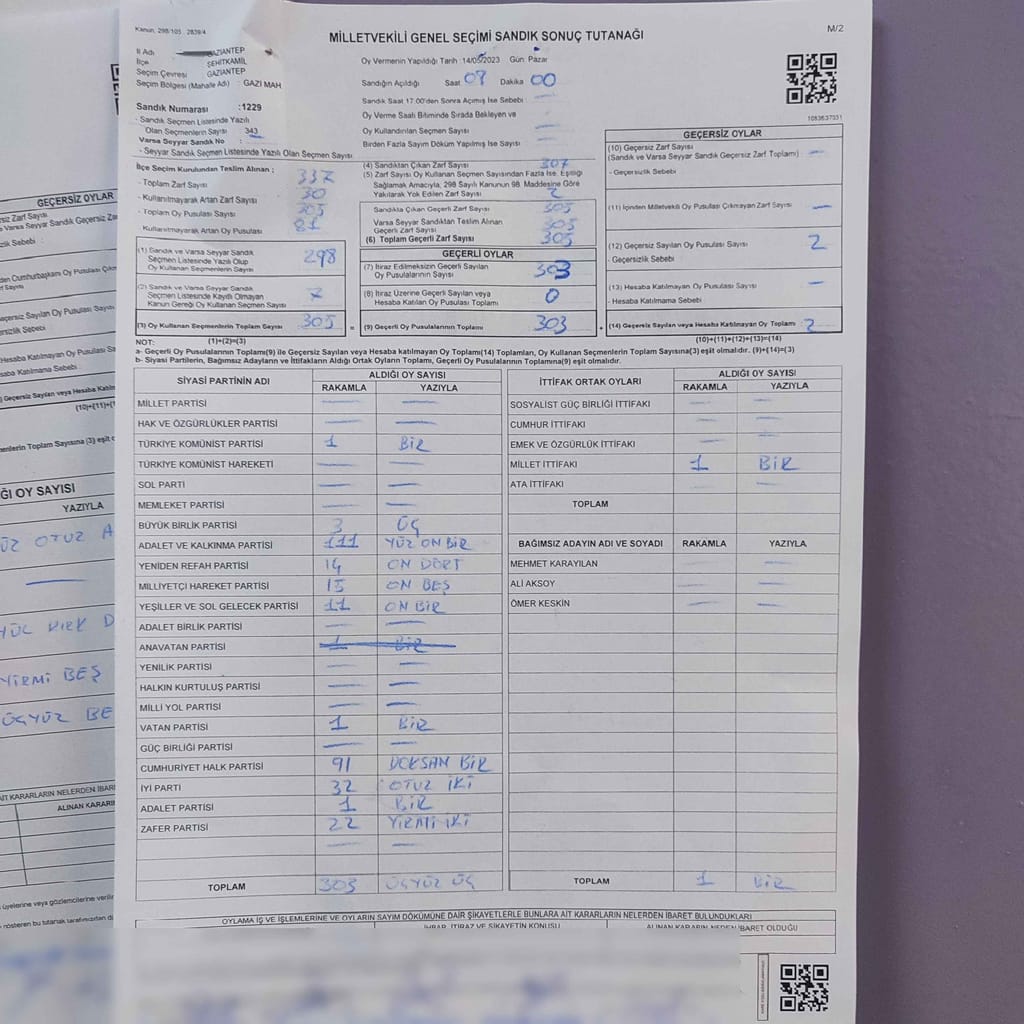 Kanun, 298/105 , 2839/4
MİLLETVEKİLİ GENEL SEÇİMİ SANDIK SONUÇ TUTANAĞI
M/2
İl Adı GAZİANTEP
İlçe ŞEHİTKAMİL
Seçim Çevresi GAZİANTEP
Seçim Bölgesi (Mahalle Adı) GAZİ MAH
Sandık Numarası :1229
- Sandık Seçmen Listesinde Yazılı
Olan Seçmenlerin Sayısı 343
Varsa Seyyar Sandık No :
- Seyyar Sandık Seçmen Listesinde Yazılı Olan Seçmen Sayısı
Oy Vermenin Yapıldığı Tarih :14/05/2023 Gün Pazar
Sandığın Açıldığı Saat 07 Dakika 00
Sandık Saat 17:00'den Sonra Açılmış İse Sebebi —
Oy Verme Saati Bitiminde Sırada Bekleyen ve
Oy Kullandırılan Seçmen Sayısı —
Birden Fazla Sayım Döküm Yapılmış İse Sayısı —
1083637331
İlçe Seçim Kurulundan Teslim Alınan :
- Toplam Zarf Sayısı 337
- Kullanılmayarak Artan Zarf Sayısı 30
- Toplam Oy Pusulası Sayısı
Kullanılmayarak Artan Oy Pusulası 81
(1) Sandık ve Varsa Seyyar Sandık
Seçmen Listesinde Yazılı Olup
Oy Kullanan Seçmenlerin Sayısı 298
(2) Sandık ve Varsa Seyyar Sandık
Seçmen Listesinde Kayıtlı Olmayan
Kanun Gereği Oy Kullanan Seçmen Sayısı 7
(3) Oy Kullanan Seçmenlerin Toplam Sayısı 305 =
(4) Sandıktan Çıkan Zarf Sayısı 307
(5) Zarf Sayısı Oy Kullanan Seçmen Sayısından Fazla İse, Eşitliği
Sağlamak Amacıyla, 298 Sayılı Kanunun 98. Maddesine Göre
Yakılarak Yok Edilen Zarf Sayısı 2
Sandıkta Çıkan Geçerli Zarf Sayısı 305
Varsa Seyyar Sandıktan Teslim Alınan
Geçerli Zarf Sayısı 305
(6) Toplam Geçerli Zarf Sayısı 305
GEÇERLİ OYLAR
(7) İtiraz Edilmeksizin Geçerli Sayılan
Oy Pusulalarının Sayısı 303
(8) İtiraz Üzerine Geçerli Sayılan veya
Hesaba Katılan Oy Pusulası Toplamı 0
(9) Geçerli Oy Pusulalarının Toplamı 303 +
GEÇERSİZ OYLAR
(10) Geçersiz Zarf Sayısı
(Sandık ve Varsa Seyyar Sandık Geçersiz Zarf Toplamı) —
- Geçersizlik Sebebi
(11) İçinden Milletvekili Oy Pusulası Çıkmayan Zarf Sayısı —
(12) Geçersiz Sayılan Oy Pusulası Sayısı 2
- Geçersizlik Sebebi
(13) Hesaba Katılmayan Oy Pusulası Sayısı —
- Hesaba Katılmama Sebebi
(14) Geçersiz Sayılan veya Hesaba Katılmayan Oy Toplamı 2
NOT: (1)+(2)=(3) (10)+(11)+(12)+(13)=(14)
a- Geçerli Oy Pusulalarının Toplamı(9) ile Geçersiz Sayılan veya Hesaba katılmayan Oy Toplamı(14) Toplamları, Oy Kullanan Seçmenlerin Toplam Sayısına(3) eşit olmalıdır. (9)+(14)=(3)
b- Siyasi Partilerin, Bağımsız Adayların ve İttifakların Aldığı Ortak Oyların Toplamı, Geçerli Oy Pusulalarının Toplamına(9) eşit olmalıdır.
SİYASİ PARTİNİN ADI ALDIĞI OY SAYISI
RAKAMLA YAZIYLA
MİLLET PARTİSİ — —
HAK VE ÖZGÜRLÜKLER PARTİSİ — —
TÜRKİYE KOMÜNİST PARTİSİ 1 BİR
TÜRKİYE KOMÜNİST HAREKETİ — —
SOL PARTİ — —
MEMLEKET PARTİSİ — —
BÜYÜK BİRLİK PARTİSİ 3 ÜÇ
ADALET VE KALKINMA PARTİSİ 111 YÜZ ON BİR
YENİDEN REFAH PARTİSİ 14 ON DÖRT
MİLLİYETÇİ HAREKET PARTİSİ 15 ON BEŞ
YEŞİLLER VE SOL GELECEK PARTİSİ 11 ON BİR
ADALET BİRLİK PARTİSİ — —
ANAVATAN PARTİSİ 1 BİR
YENİLİK PARTİSİ — —
HALKIN KURTULUŞ PARTİSİ — —
MİLLİ YOL PARTİSİ — —
VATAN PARTİSİ 1 BİR
GÜÇ BİRLİĞİ PARTİSİ — —
CUMHURİYET HALK PARTİSİ 91 DOKSAN BİR
İYİ PARTİ 32 OTUZ İKİ
ADALET PARTİSİ 1 BİR
ZAFER PARTİSİ 22 YİRMİ İKİ
— —
TOPLAM 303 ÜÇYÜZ ÜÇ
İTTİFAK ORTAK OYLARI ALDIĞI OY SAYISI
RAKAMLA YAZIYLA
SOSYALİST GÜÇ BİRLİĞİ İTTİFAKI — —
CUMHUR İTTİFAKI — —
EMEK VE ÖZGÜRLÜK İTTİFAKI — —
MİLLET İTTİFAKI 1 BİR
ATA İTTİFAKI — —
TOPLAM
BAĞIMSIZ ADAYIN ADI VE SOYADI RAKAMLA YAZIYLA
MEHMET KARAYILAN — —
ALİ AKSOY — —
ÖMER KESKİN — —
TOPLAM 1 BİR
OYLAMA İŞ VE İŞLEMLERİNE VE OYLARIN SAYIM DÖKÜMÜNE DAİR ŞİKAYETLERLE BUNLARA AİT KARARLARIN NELERDEN İBARET BULUNDUKLARI
İHBAR, İTİRAZ VE ŞİKAYETİN KONUSU ALINAN KARARIN NEDEN İBARET OLDUĞU
GEÇERSİZ OYLAR
YAZIYLA
ÜZ OTUZ
YİRMİ BEŞ
ÜÇYÜZ BE